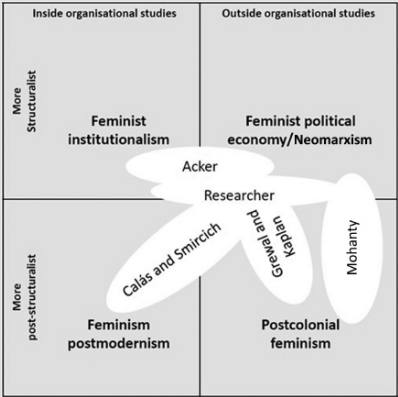 Inside organisational studies
Outside organisational studies
More
Structuralist
Feminist
institutionalism
Feminist political
economy/Neomarxism
Acker
Researcher
Calás and Smircich
Grewal and
Kaplan
Mohanty
More
post-structuralist
Feminism
postmodernism
Postcolonial
feminism